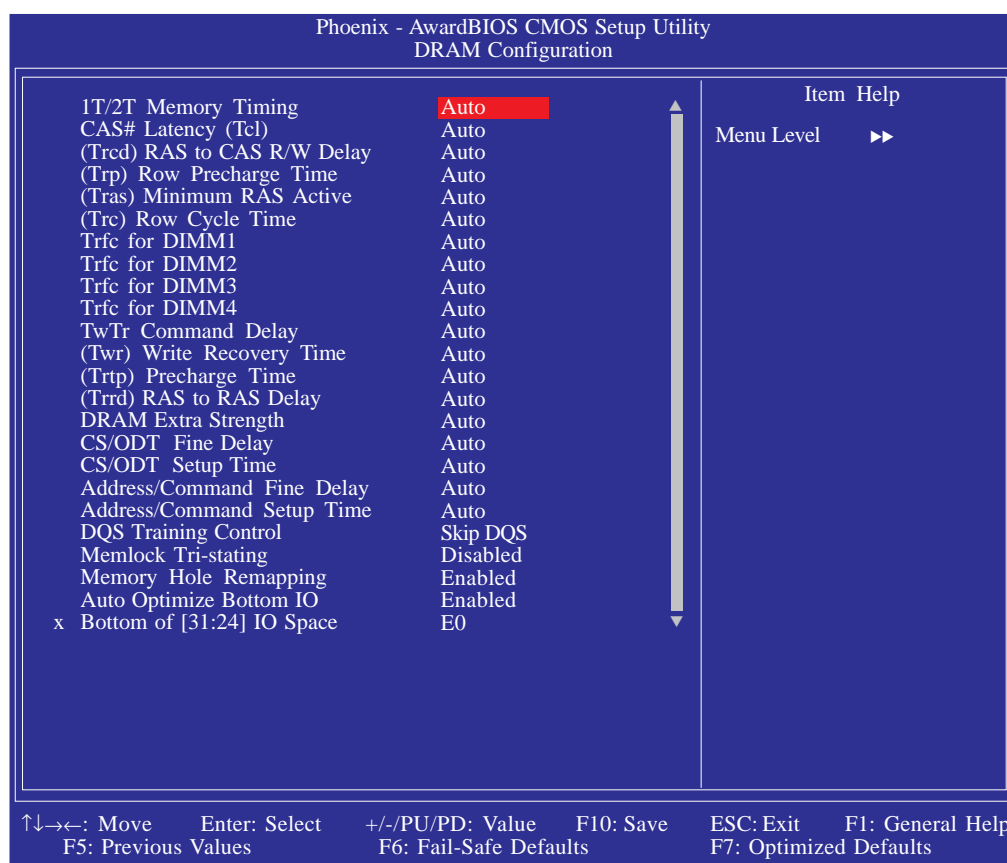 Phoenix - AwardBIOS CMOS Setup Utility
DRAM Configuration
1T/2T Memory Timing Auto
CAS# Latency (Tcl) Auto
(Trcd) RAS to CAS R/W Delay Auto
(Trp) Row Precharge Time Auto
(Tras) Minimum RAS Active Auto
(Trc) Row Cycle Time Auto
Trfc for DIMM1 Auto
Trfc for DIMM2 Auto
Trfc for DIMM3 Auto
Trfc for DIMM4 Auto
TwTr Command Delay Auto
(Twr) Write Recovery Time Auto
(Trtp) Precharge Time Auto
(Trrd) RAS to RAS Delay Auto
DRAM Extra Strength Auto
CS/ODT Fine Delay Auto
CS/ODT Setup Time Auto
Address/Command Fine Delay Auto
Address/Command Setup Time Auto
DQS Training Control Skip DQS
Memlock Tri-stating Disabled
Memory Hole Remapping Enabled
Auto Optimize Bottom IO Enabled
x Bottom of [31:24] IO Space E0
Item Help
Menu Level ▶▶
↑↓→←: Move Enter: Select +/-/PU/PD: Value F10: Save ESC: Exit F1: General Help
F5: Previous Values F6: Fail-Safe Defaults F7: Optimized Defaults